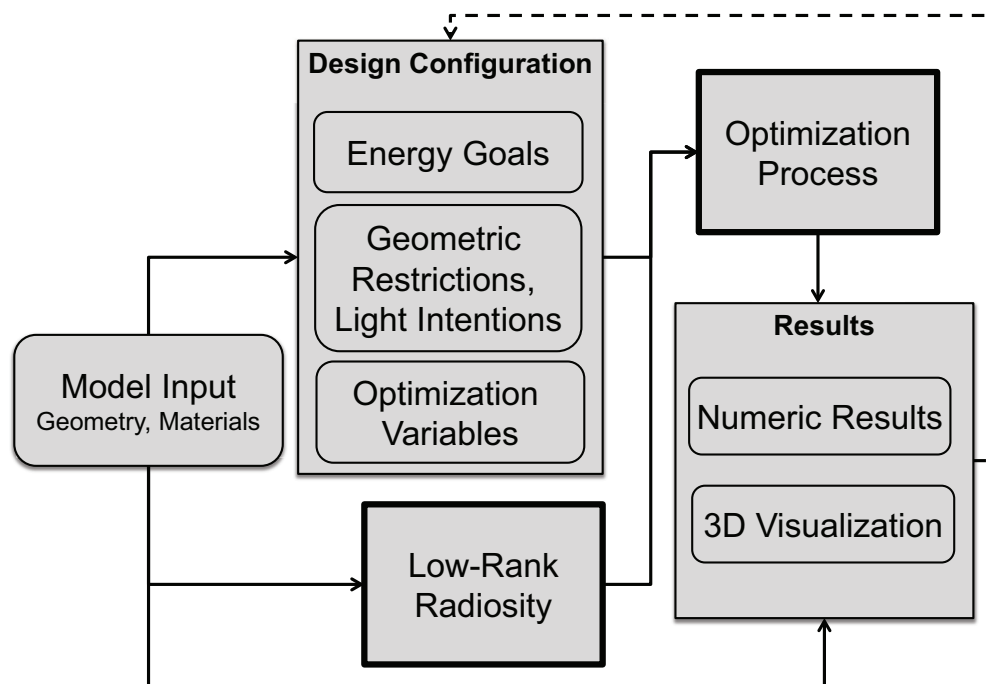 Design Configuration
Energy Goals
Geometric
Restrictions,
Light Intentions
Optimization
Variables
Model Input
Geometry, Materials
Low-Rank
Radiosity
Optimization
Process
Results
Numeric Results
3D Visualization